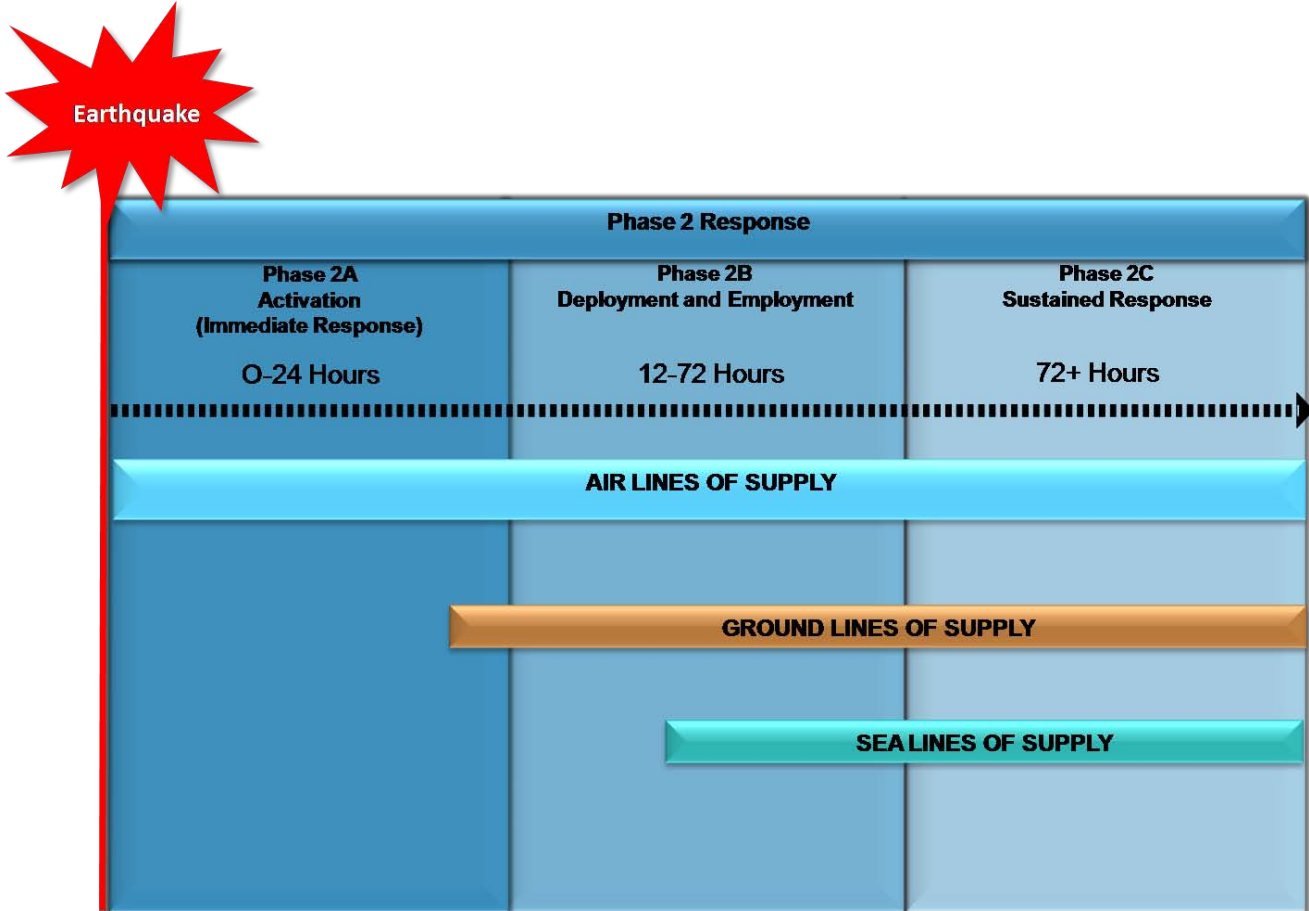 Earthquake
Phase 2 Response
Phase 2A
Activation
(Immediate Response)
O-24 Hours
Phase 2B
Deployment and Employment
12-72 Hours
Phase 2C
Sustained Response
72+ Hours
AIR LINES OF SUPPLY
GROUND LINES OF SUPPLY
SEA LINES OF SUPPLY